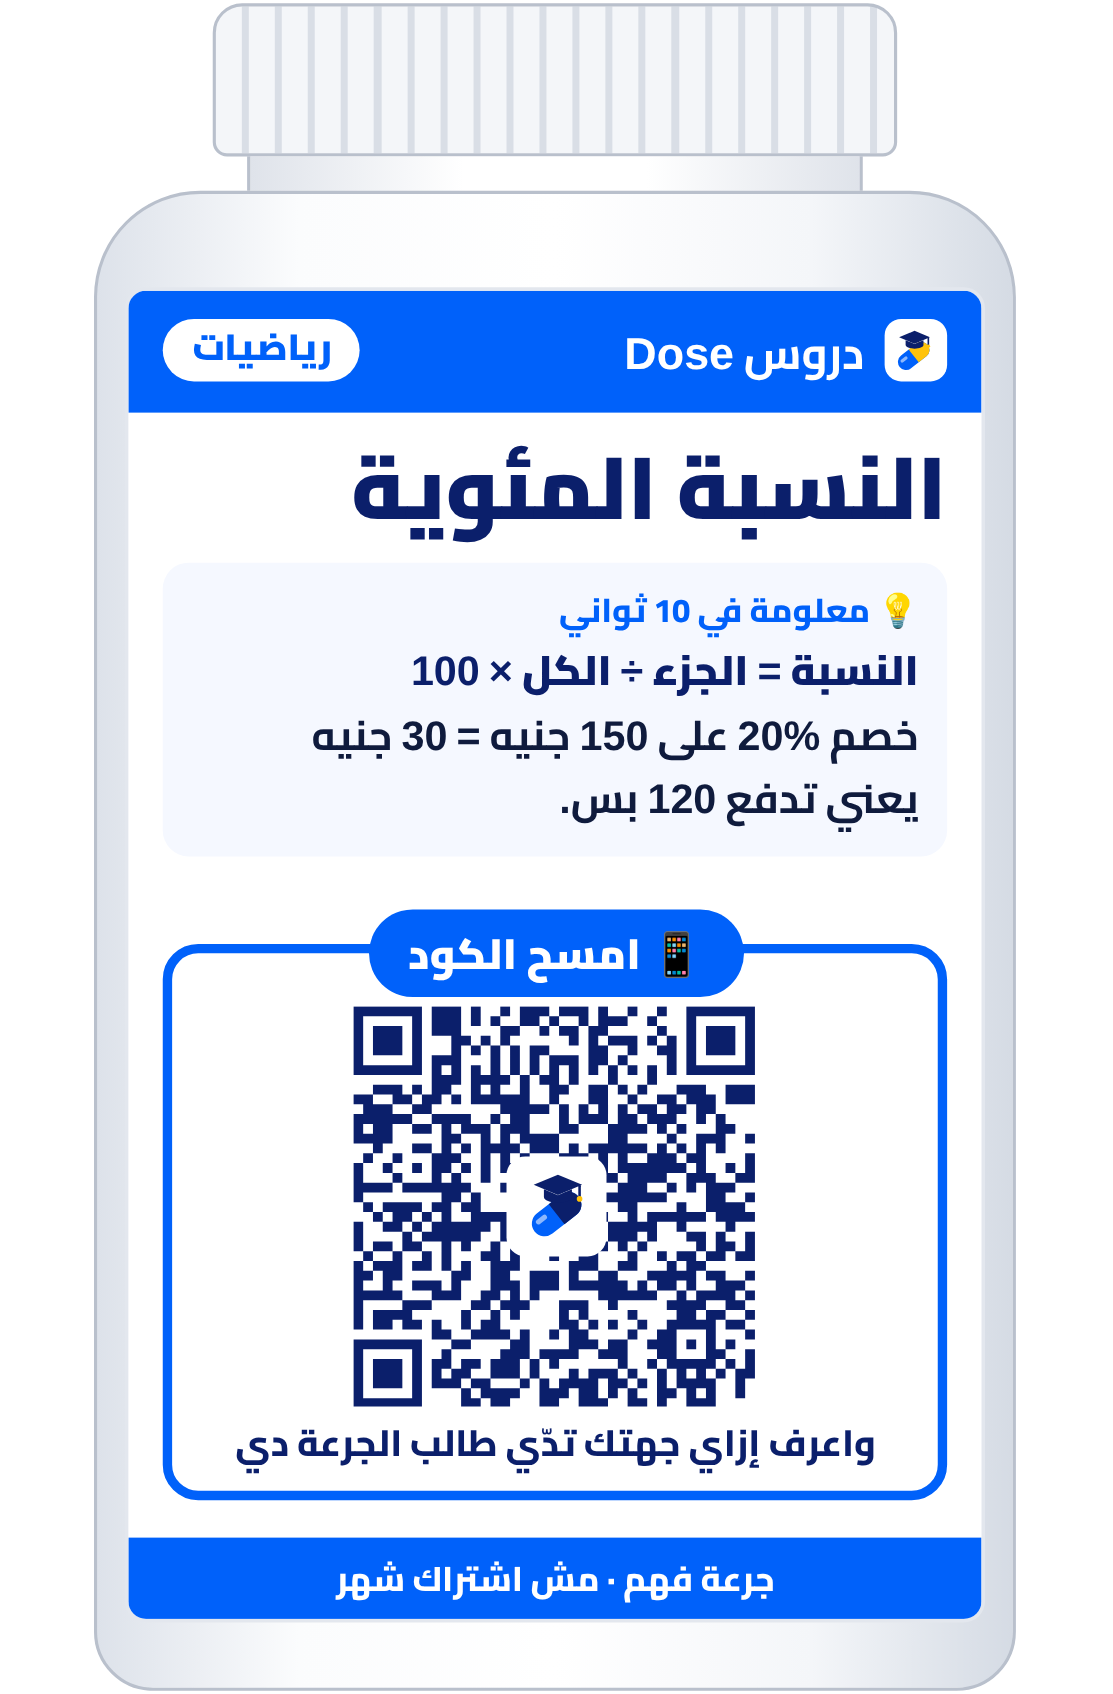 دروس Dose
رياضيات
النسبة المئوية
💡 معلومة في 10 ثواني
النسبة = الجزء ÷ الكل × 100
خصم 20% على 150 جنيه = 30 جنيه
يعني تدفع 120 بس.
📱 امسح الكود
واعرف إزاي جهتك تدّي طالب الجرعة دي
جرعة فهم · مش اشتراك شهر